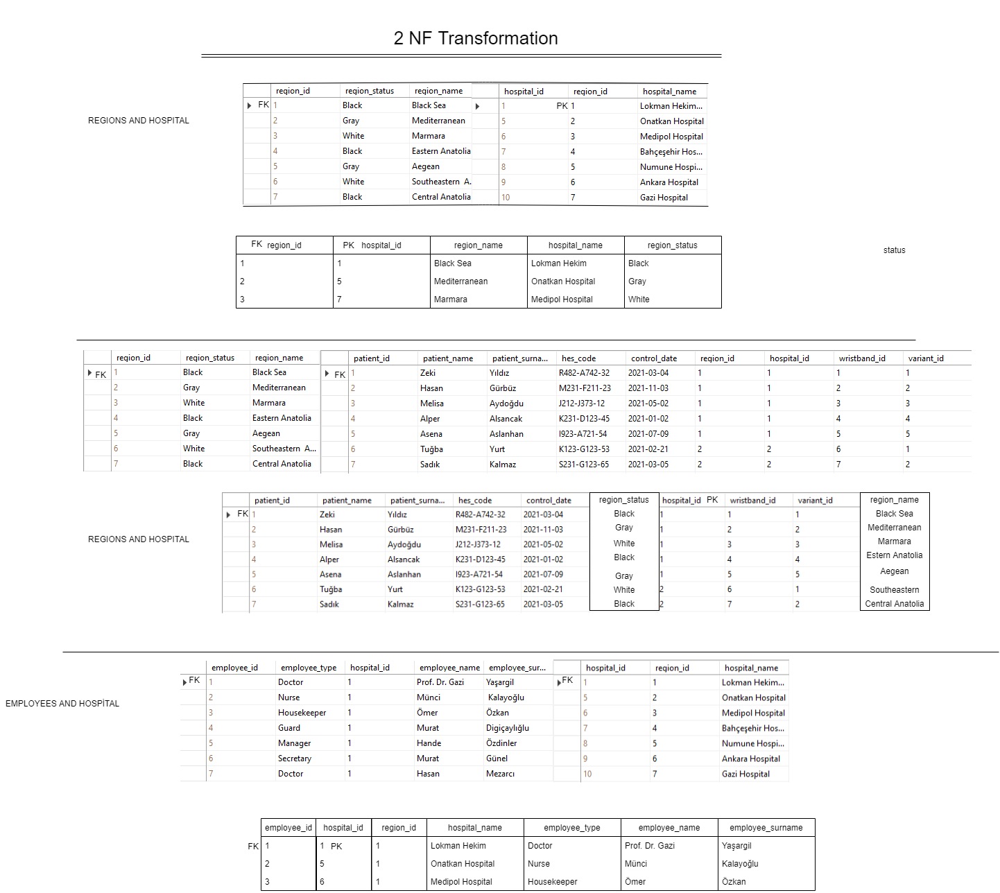 2 NF Transformation
region_id region_status region_name hospital_id region_id hospital_name
FK 1 Black Black Sea 1 PK 1 Lokman Hekim...
REGIONS AND HOSPITAL
2 Gray Mediterranean 5 2 Onatkan Hospital
3 White Marmara 6 3 Medipol Hospital
4 Black Eastern Anatolia 7 4 Bahçeşehir Hos...
5 Gray Aegean 8 5 Numune Hospi...
6 White Southeastern A. 9 6 Ankara Hospital
7 Black Central Anatolia 10 7 Gazi Hospital
FK region_id PK hospital_id region_name hospital_name region_status
status
1 1 Black Sea Lokman Hekim Black
2 5 Mediterranean Onatkan Hospital Gray
3 7 Marmara Medipol Hospital White
region_id region_status region_name patient_id patient_name patient_surna... hes_code control_date region_id hospital_id wristband_id variant_id
FK 1 Black Black Sea FK 1 Zeki Yıldız R482-A742-32 2021-03-04 1 1 1 1
2 Gray Mediterranean 2 Hasan Gürbüz M231-F211-23 2021-11-03 1 1 2 2
3 White Marmara 3 Melisa Aydoğdu J212-J373-12 2021-05-02 1 1 3 3
4 Black Eastern Anatolia 4 Alper Alsancak K231-D123-45 2021-01-02 1 1 4 4
5 Gray Aegean 5 Asena Aslanhan I923-A721-54 2021-07-09 1 1 5 5
6 White Southeastern A... 6 Tuğba Yurt K123-G123-53 2021-02-21 2 2 6 1
7 Black Central Anatolia 7 Sadık Kalmaz S231-G123-65 2021-03-05 2 2 7 2
patient_id patient_name patient_surna... hes_code control_date region_status hospital_id PK wristband_id variant_id region_name
FK 1 Zeki Yıldız R482-A742-32 2021-03-04 Black 1 1 1 Black Sea
2 Hasan Gürbüz M231-F211-23 2021-11-03 Gray 1 2 2 Mediterranean
REGIONS AND HOSPITAL
3 Melisa Aydoğdu J212-J373-12 2021-05-02 White 1 3 3 Marmara
4 Alper Alsancak K231-D123-45 2021-01-02 Black 1 4 4 Estern Anatolia
5 Asena Aslanhan I923-A721-54 2021-07-09 Gray 1 5 5 Aegean
6 Tuğba Yurt K123-G123-53 2021-02-21 White 2 6 1 Southeastern
7 Sadık Kalmaz S231-G123-65 2021-03-05 Black 2 7 2 Central Anatolia
employee_id employee_type hospital_id employee_name employee_sur... hospital_id region_id hospital_name
FK 1 Doctor 1 Prof. Dr. Gazi Yaşargil FK 1 1 Lokman Hekim...
2 Nurse 1 Münci Kalayoğlu 5 2 Onatkan Hospital
EMPLOYEES AND HOSPİTAL
3 Housekeeper 1 Ömer Özkan 6 3 Medipol Hospital
4 Guard 1 Murat Digiçaylığlu 7 4 Bahçeşehir Hos...
5 Manager 1 Hande Özdinler 8 5 Numune Hospi...
6 Secretary 1 Murat Günel 9 6 Ankara Hospital
7 Doctor 1 Hasan Mezarcı 10 7 Gazi Hospital
employee_id hospital_id region_id hospital_name employee_type employee_name employee_surname
FK 1 1 PK 1 Lokman Hekim Doctor Prof. Dr. Gazi Yaşargil
2 5 1 Onatkan Hospital Nurse Münci Kalayoğlu
3 6 1 Medipol Hospital Housekeeper Ömer Özkan